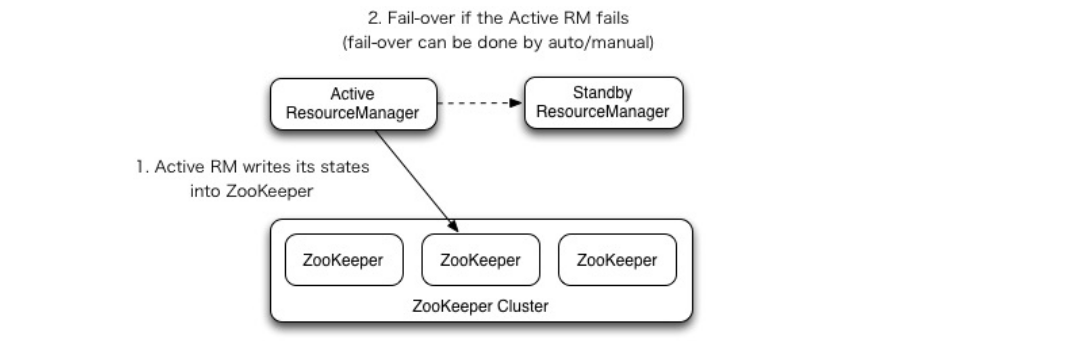 2. Fail-over if the Active RM fails
(fail-over can be done by auto/manual)
Active
ResourceManager
Standby
ResourceManager
1. Active RM writes its states
into ZooKeeper
ZooKeeper
ZooKeeper
ZooKeeper
ZooKeeper Cluster